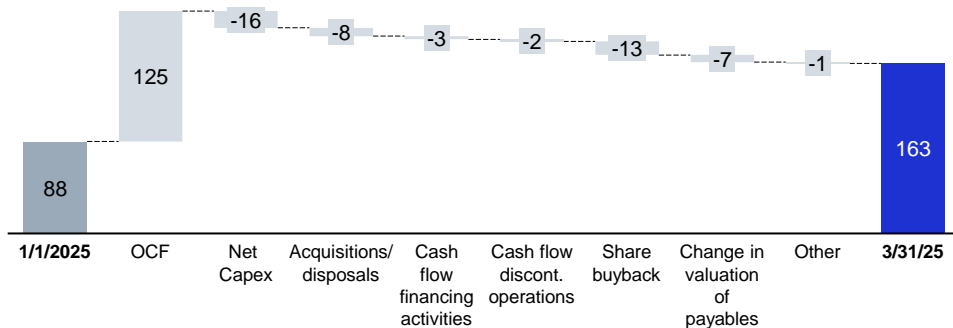 -16
-8
-3
-2
-13
-7
-1
125
163
88
1/1/2025
OCF
Net
Capex
Acquisitions/
disposals
Cash
flow
financing
activities
Cash flow
discont.
operations
Share
buyback
Change in
valuation
of
payables
Other
3/31/25